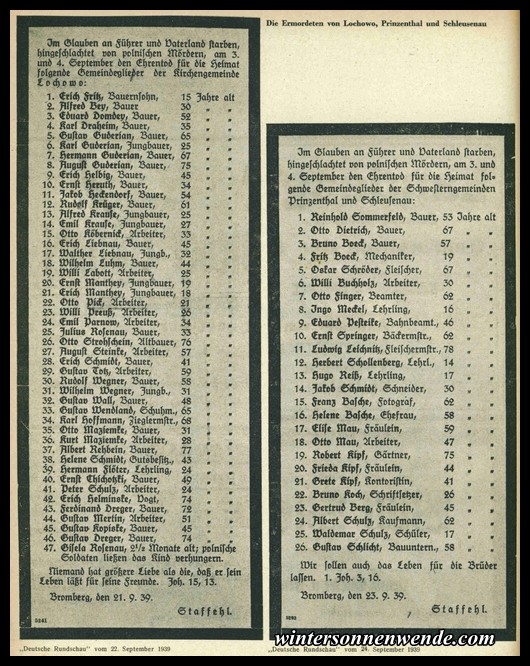 Im Glauben an Führer und Vaterland starben,
hingeschlachtet von polnischen Mördern, am 3.
und 4. September den Ehrentod für die Heimat
folgende Gemeindeglieder der Kirchengemeinde
Lochowo:
1. Erich Fritz, Bauernsohn, 15 Jahre alt
2. Alfred Bey, Bauer 30 " "
3. Eduard Domdey, Bauer 52 " "
4. Karl Draheim, Bauer 35 " "
5. Gustav Guderian, Bauer, 65 " "
6. Karl Guderian, Jungbauer, 25 " "
7. Hermann Guderian, Bauer, 67 " "
8. August Guderian, Bauer, 75 " "
9. Erich Helbig, Bauer, 45 " "
10. Ernst Heruth, Bauer, 34 " "
11. Jakob Heckendorf, Bauer, 54 " "
12. Rudolf Krüger, Bauer, 61 " "
13. Alfred Krause, Jungbauer, 25 " "
14. Emil Krause, Jungbauer, 27 " "
15. Otto Köbernick, Arbeiter, 33 " "
16. Erich Liebnau, Bauer, 45 " "
17. Walther Liebnau, Jungb., 32 " "
18. Wilhelm Luhm, Bauer, 44 " "
19. Willi Labott, Arbeiter, 25 " "
20. Ernst Manthey, Jungbauer, 19 " "
21. Erich Manthey, Jungbauer, 18 " "
22. Otto Pick, Arbeiter, 21 " "
23. Willi Preuß, Arbeiter, 26 " "
24. Emil Parnow, Arbeiter, 34 " "
25. Julius Rosenau, Bauer, 33 " "
26. Otto Strohschein, Altbauer, 76 " "
27. August Steinke, Arbeiter, 57 " "
28. Erich Schmidt, Bauer, 41 " "
29. Gustav Totz, Arbeiter, 59 " "
30. Rudolf Wegner, Bauer, 58 " "
31. Wilhelm Wegner, Jungb., 31 " "
32. Gustav Wall, Bauer, 48 " "
33. Gustav Wendland, Schuhm., 65 " "
34. Karl Hoffmann, Zieglermstr., 68 " "
35. Otto Maziemke, Bauer, 31 " "
36. Kurt Maziemke, Arbeiter, 28 " "
37. Albert Rehbein, Bauer, 77 " "
38. Helene Schmidt, Gutsbesitz., 43 " "
39. Hermann Flöter, Lehrling, 24 " "
40. Ernst Thichotzki, Bauer, 49 " "
41. Peter Schulz, Arbeiter, 24 " "
42. Erich Helminske, Vogt, 74 " "
43. Ferdinand Dreger, Bauer, 72 " "
44. Gustav Mertin, Arbeiter, 51 " "
45. Gustav Kopiske, Bauer, 45 " "
46. Gustav Dreger, Bauer, 74 " "
47. Gisela Rosenau, 2½ Monate alt; polnische
Soldaten ließen das Kind verhungern.
Niemand hat größere Liebe als die, daß er sein
Leben läßt für seine Freunde. Joh. 15, 13.
Bromberg, den 21. 9. 39.
Staffehl.
5241
„Deutsche Rundschau" vom 22. September 1939
Die Ermordeten von Lochowo, Prinzenthal und Schleusenau
Im Glauben an Führer und Vaterland starben,
hingeschlachtet von polnischen Mördern, am 3. und
4. September den Ehrentod für die Heimat fol-
gende Gemeindeglieder der Schwesterngemeinden
Prinzenthal und Schleusenau:
1. Reinhold Sommerfeld, Bauer, 53 Jahre alt
2. Otto Dietrich, Bauer, 67 " "
3. Bruno Boeck, Bauer, 57 " "
4. Fritz Boeck, Mechaniker, 19 " "
5. Oskar Schröder, Fleischer, 67 " "
6. Willi Buchholz, Arbeiter, 30 " "
7. Otto Finger, Beamter, 62 " "
8. Ingo Mockel, Lehrling, 16 " "
9. Eduard Pesteike, Bahnbeamt., 46 " "
10. Ernst Springer, Bäckermstr., 62 " "
11. Ludwig Leischnitz, Fleischermstr., 78 " "
12. Herbert Schollenberg, Lehrl., 14 " "
13. Hugo Reiß, Lehrling, 17 " "
14. Jakob Schmidt, Schneider, 30 " "
15. Franz Basche, Fotograf, 62 " "
16. Helene Basche, Ehefrau, 58 " "
17. Elise Mau, Fräulein, 59 " "
18. Otto Mau, Arbeiter, 47 " "
19. Robert Kipf, Gärtner, 75 " "
20. Frieda Kipf, Fräulein, 44 " "
21. Grete Kipf, Kontoristin, 41 " "
22. Bruno Koch, Schriftsetzer, 26 " "
23. Gertrud Berg, Fräulein, 45 " "
24. Albert Schulz, Kaufmann, 62 " "
25. Waldemar Schulz, Schüler, 17 " "
26. Gustav Schlicht, Bauuntern., 58 " "
Wir sollen auch das Leben für die Brüder
lassen. 1. Joh. 3, 16.
Bromberg, den 23. 9. 39.
Staffehl.
„Deutsche Rundschau" vom 24. September 1939
wintersonnenwende.com